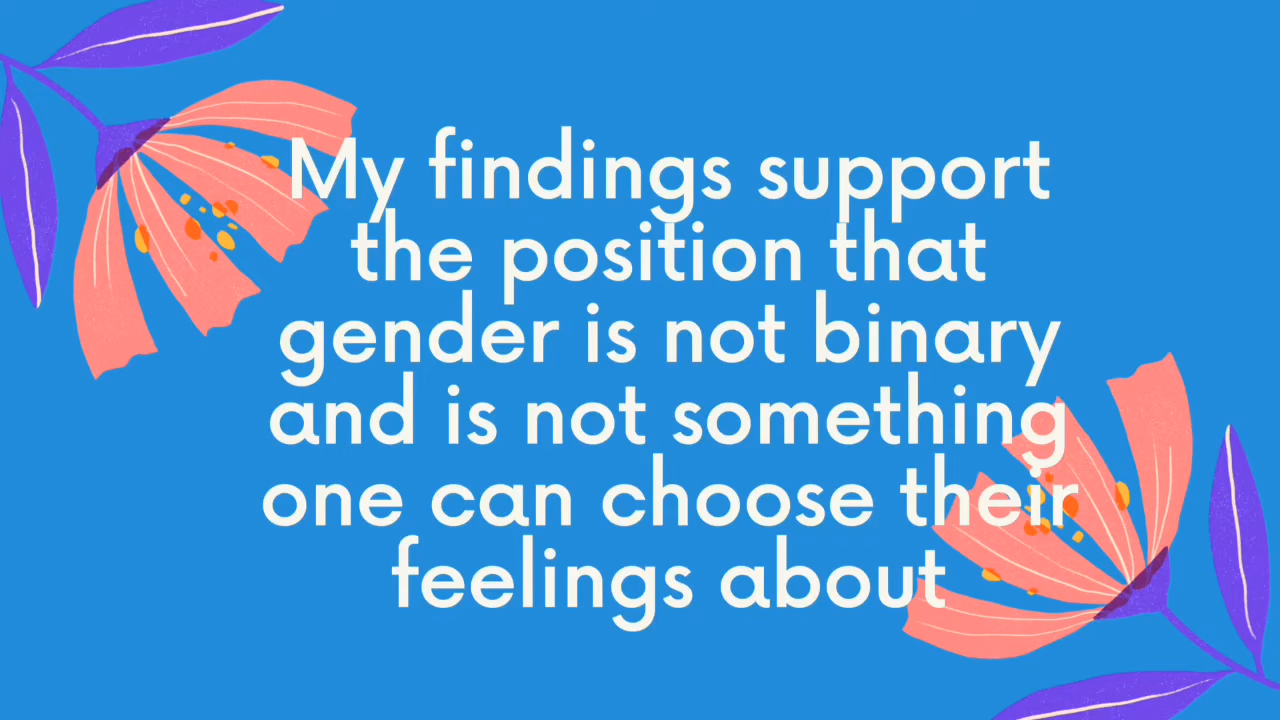 My findings support
the position that
gender is not binary
and is not something
one can choose their
feelings about